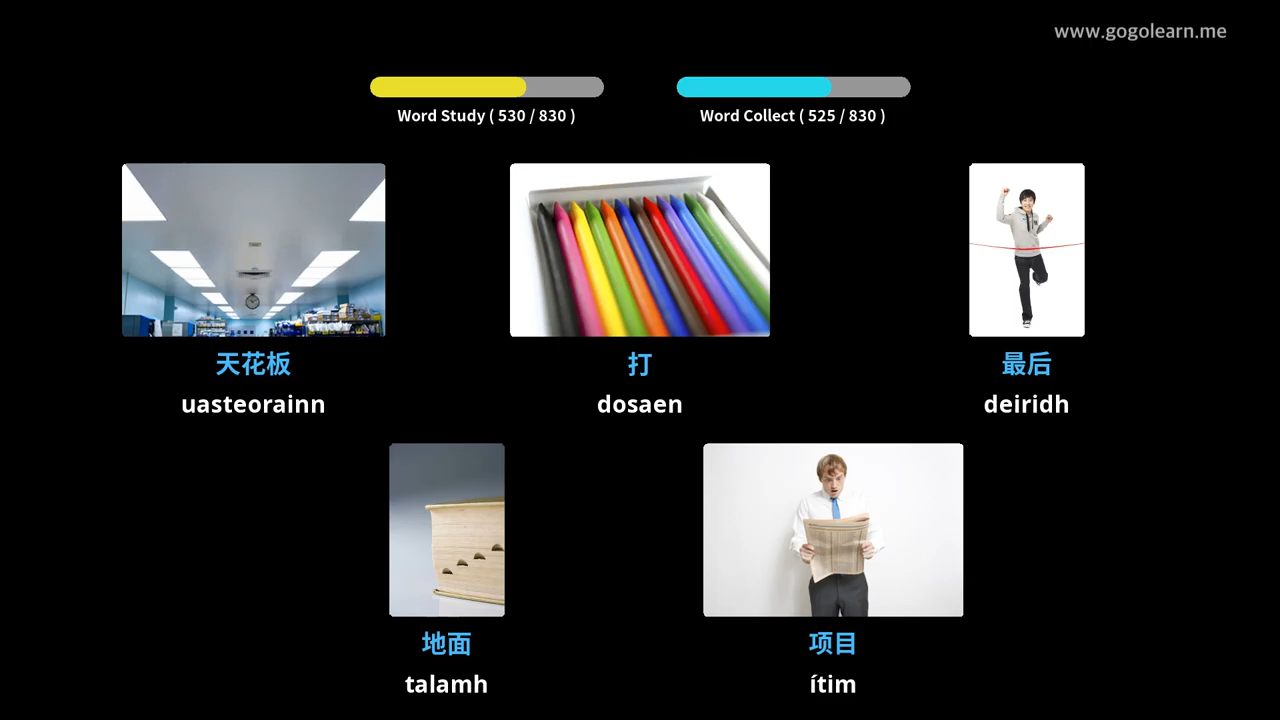 www.gogolearn.me
Word Study ( 530 / 830 )
Word Collect ( 525 / 830 )
天花板
uasteorainn
打
dosaen
最后
deiridh
地面
talamh
项目
ítim